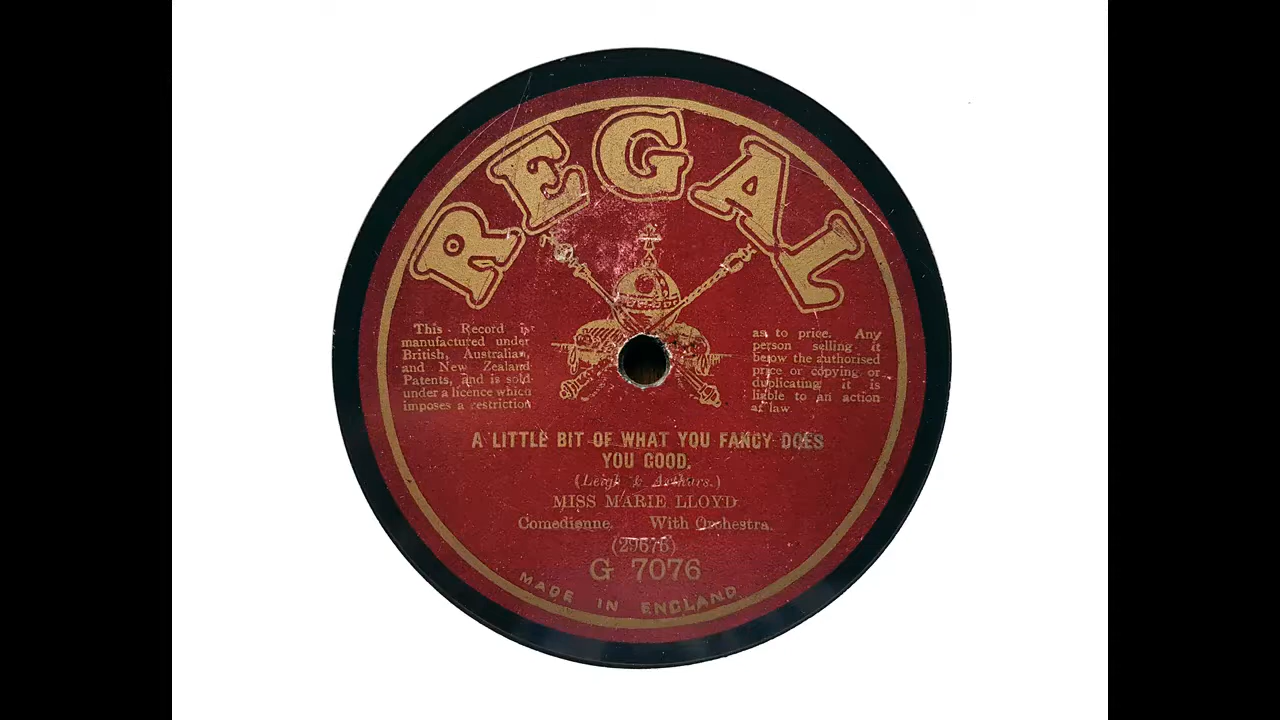 REGAL
This Record is
manufactured under
British, Australian,
and New Zealand
Patents, and is sold
under a licence which
imposes a restriction
as to price. Any
person selling it
below the authorised
price or copying or
duplicating it is
liable to an action
at law.
A LITTLE BIT OF WHAT YOU FANCY DOES
YOU GOOD.
(Leigh & Arthurs.)
MISS MARIE LLOYD
Comedienne. With Orchestra.
(29676)
G 7076
MADE IN ENGLAND